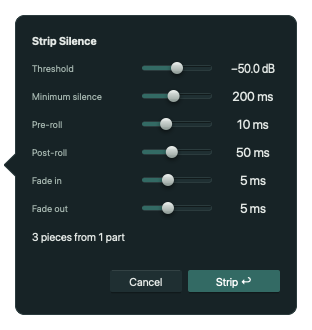 Strip Silence
Threshold −50.0 dB
Minimum silence 200 ms
Pre-roll 10 ms
Post-roll 50 ms
Fade in 5 ms
Fade out 5 ms
3 pieces from 1 part
Cancel Strip ↩